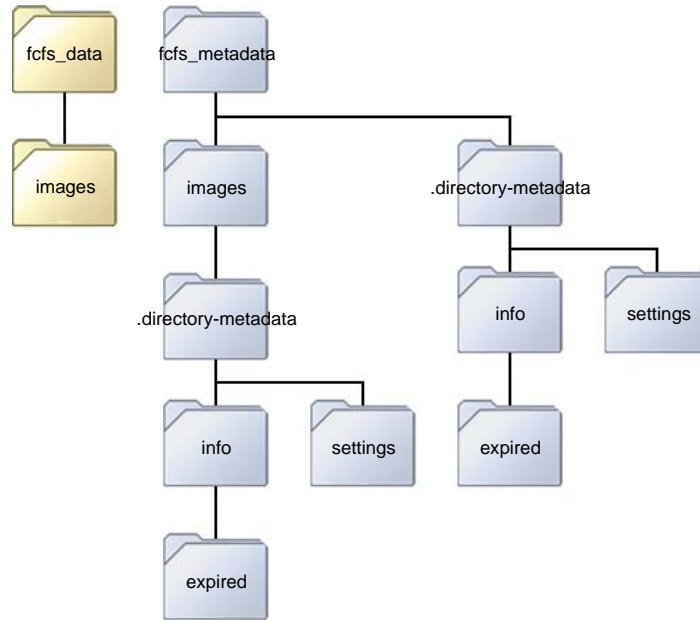 fcfs_data
fcfs_metadata
images
images
.directory-metadata
.directory-metadata
info
settings
info
settings
expired
expired